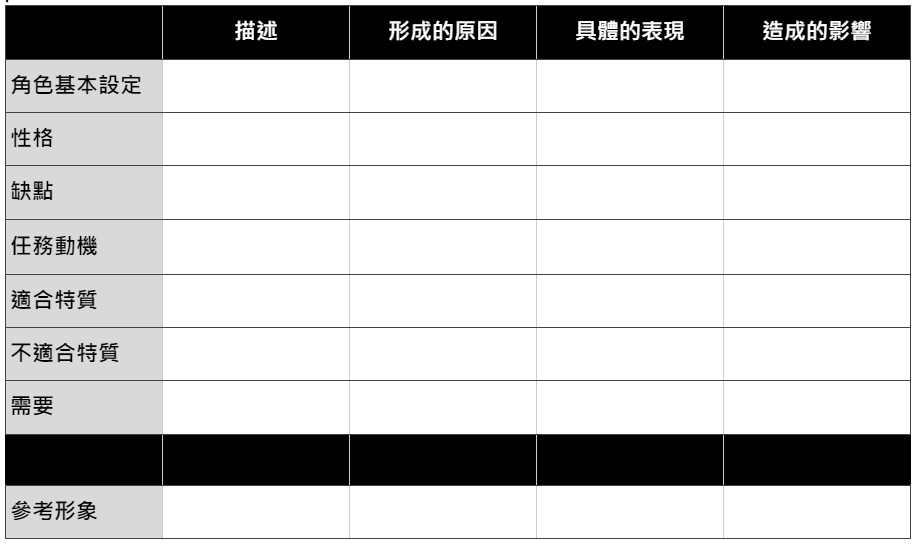 描述 形成的原因 具體的表現 造成的影響
角色基本設定
性格
缺點
任務動機
適合特質
不適合特質
需要
參考形象